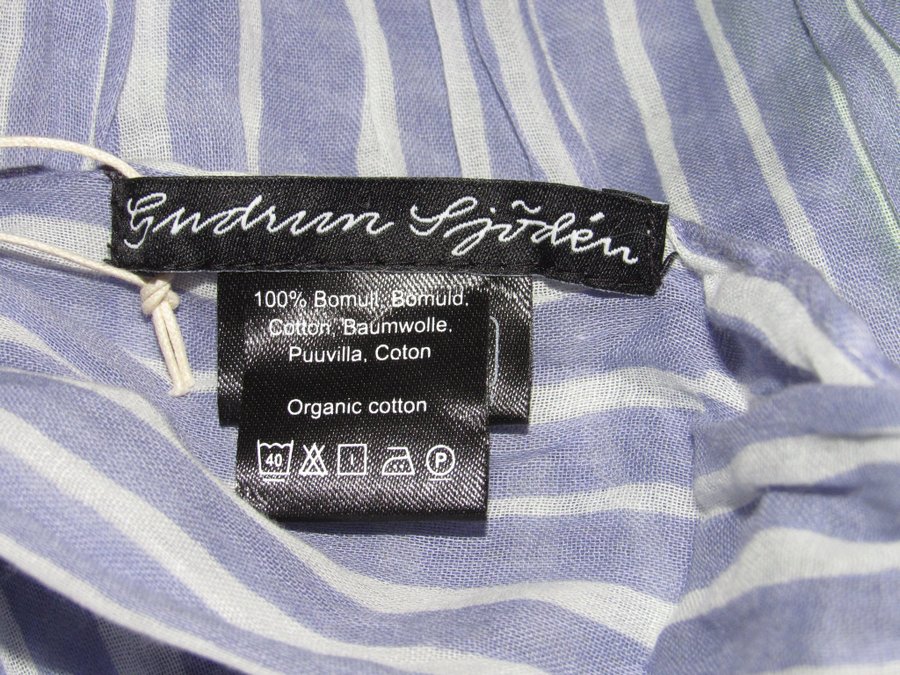 Gudrun Sjödén
100% Bomull, Bomuld,
Cotton, Baumwolle,
Puuvilla, Coton
Organic cotton
40 P